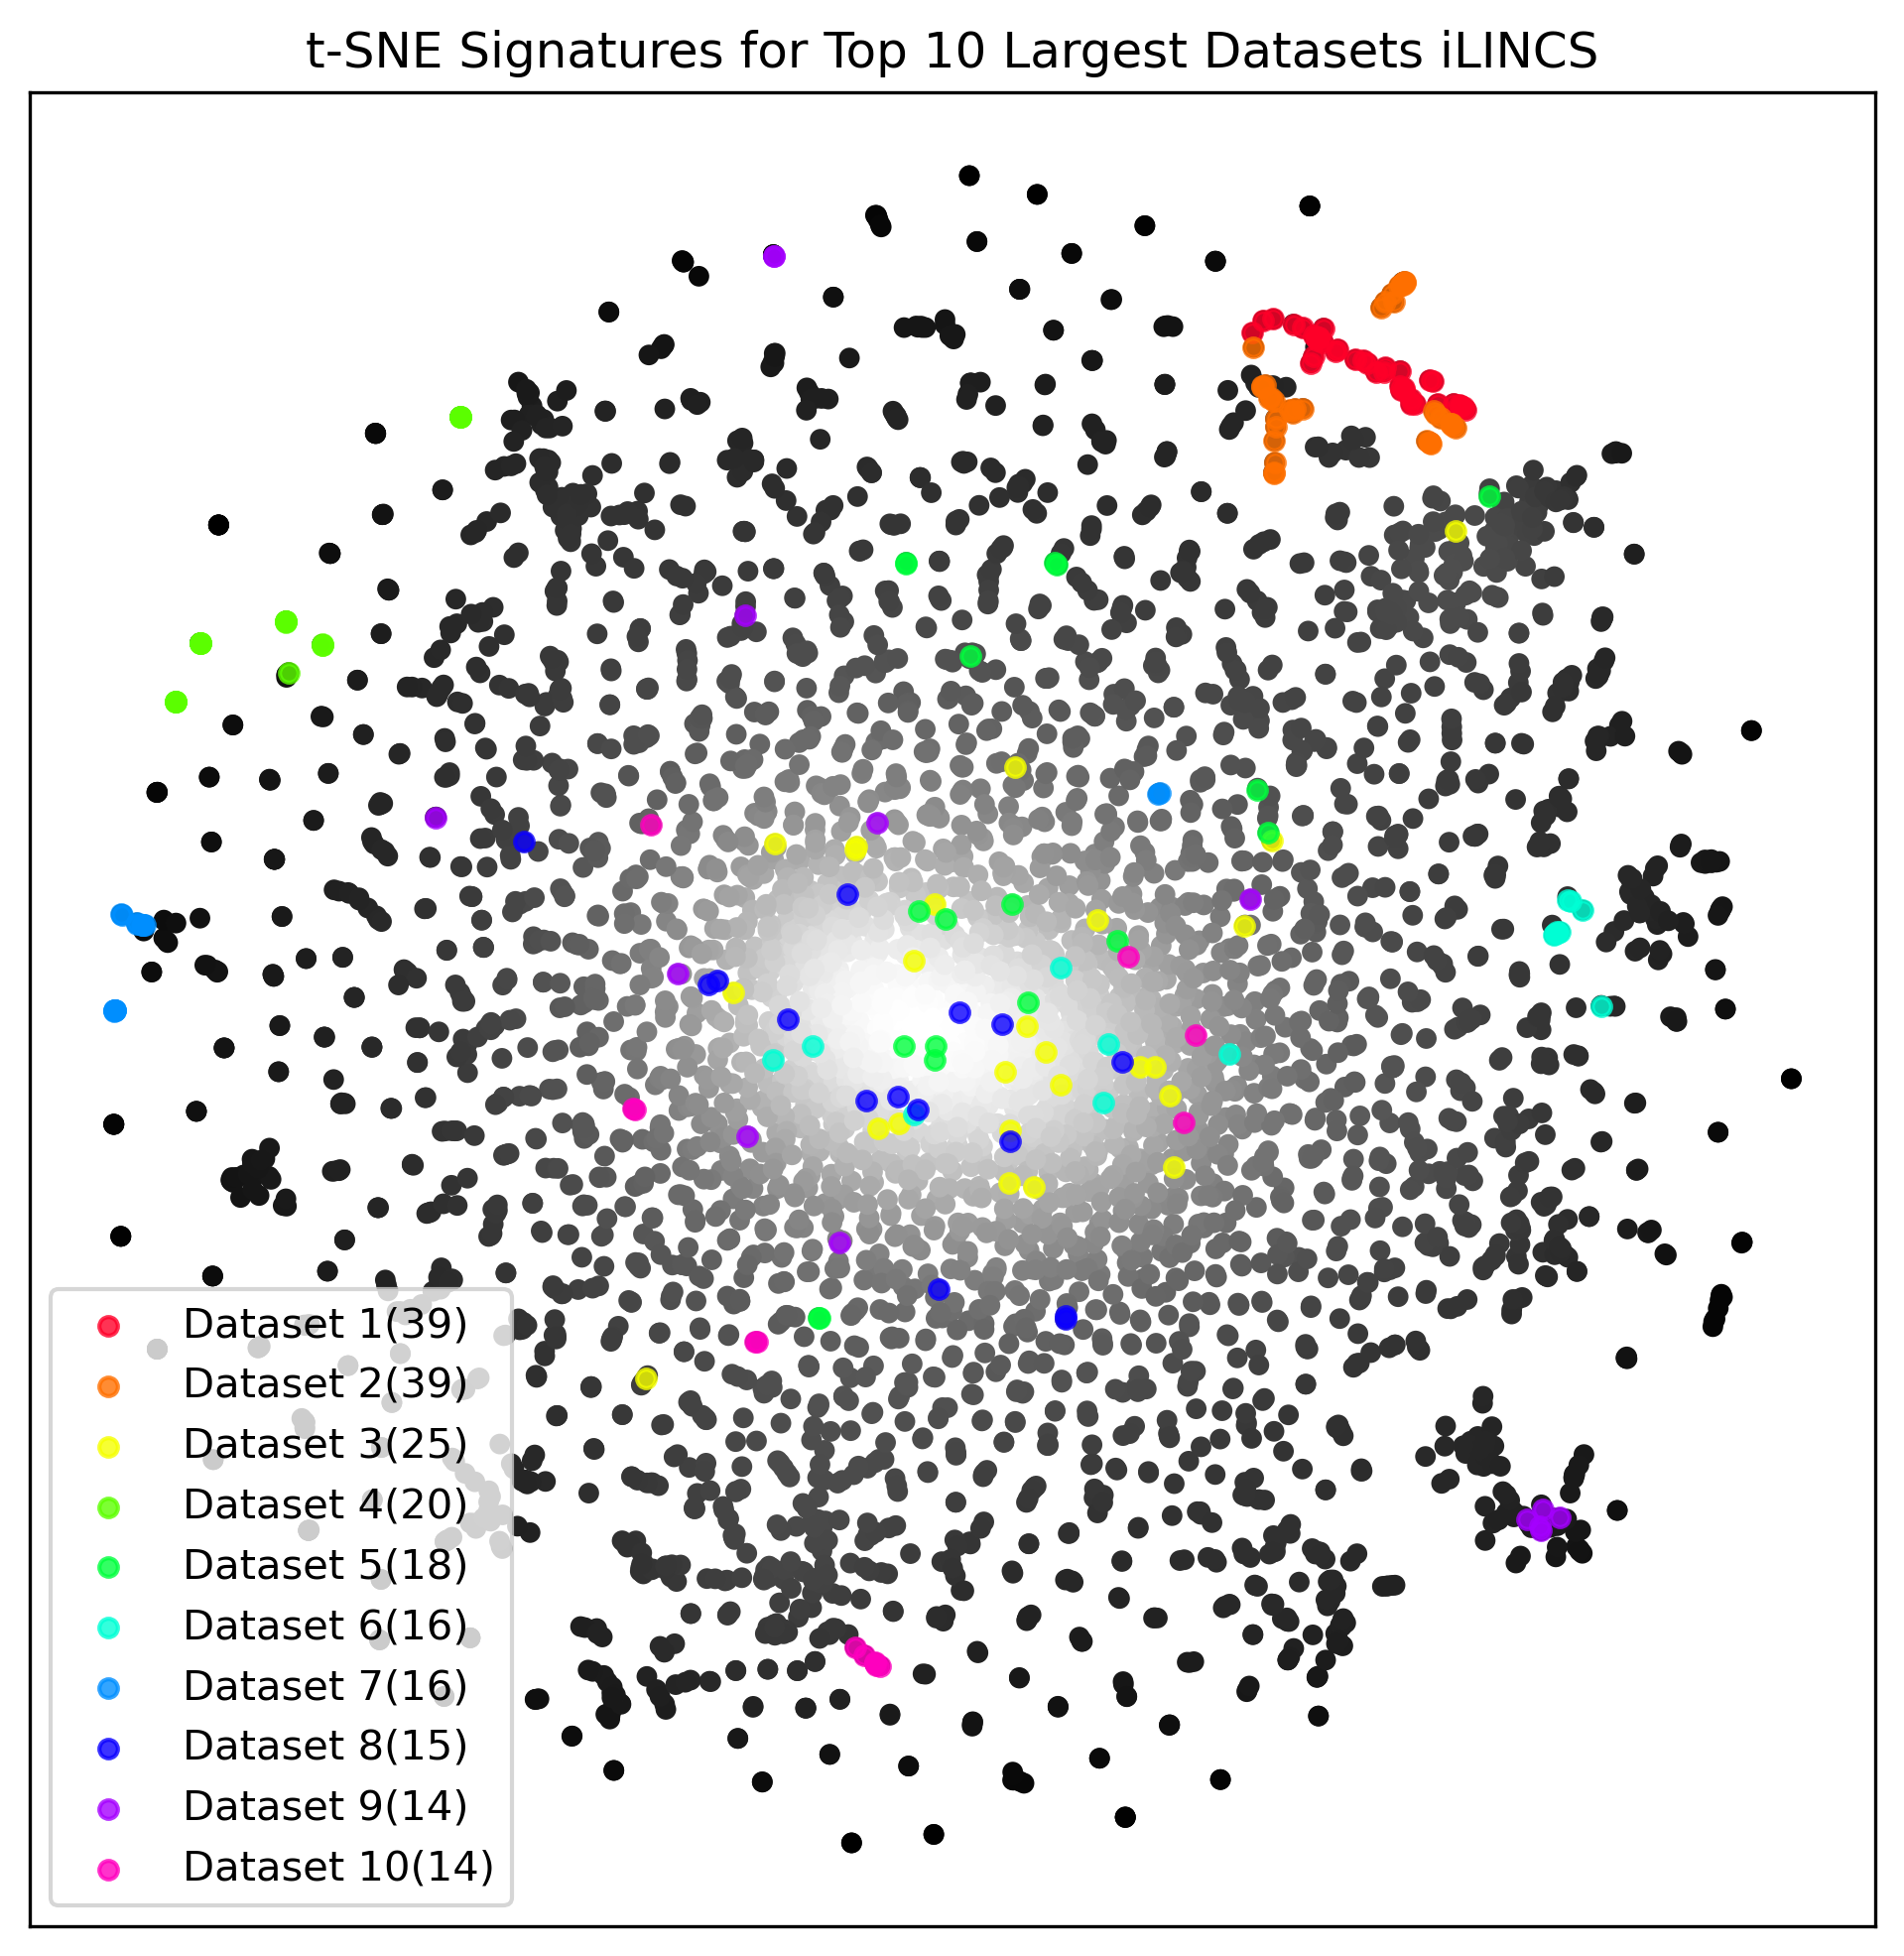 t-SNE Signatures for Top 10 Largest Datasets iLINCS
Dataset 1(39)
Dataset 2(39)
Dataset 3(25)
Dataset 4(20)
Dataset 5(18)
Dataset 6(16)
Dataset 7(16)
Dataset 8(15)
Dataset 9(14)
Dataset 10(14)